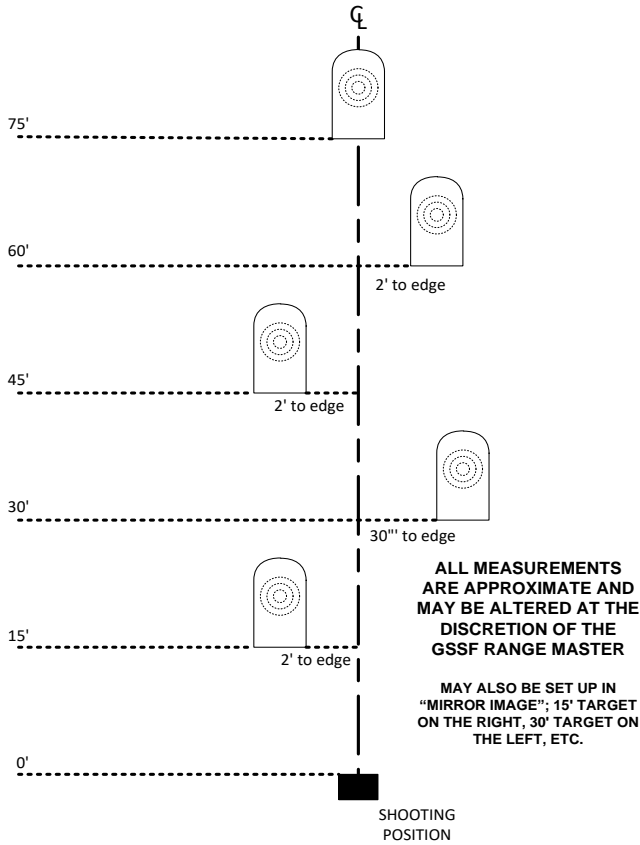 ℄
75'
60'
2' to edge
45'
2' to edge
30'
30"' to edge
ALL MEASUREMENTS
ARE APPROXIMATE AND
MAY BE ALTERED AT THE
DISCRETION OF THE
GSSF RANGE MASTER
15'
2' to edge
MAY ALSO BE SET UP IN
“MIRROR IMAGE”; 15' TARGET
ON THE RIGHT, 30' TARGET ON
THE LEFT, ETC.
0'
SHOOTING
POSITION